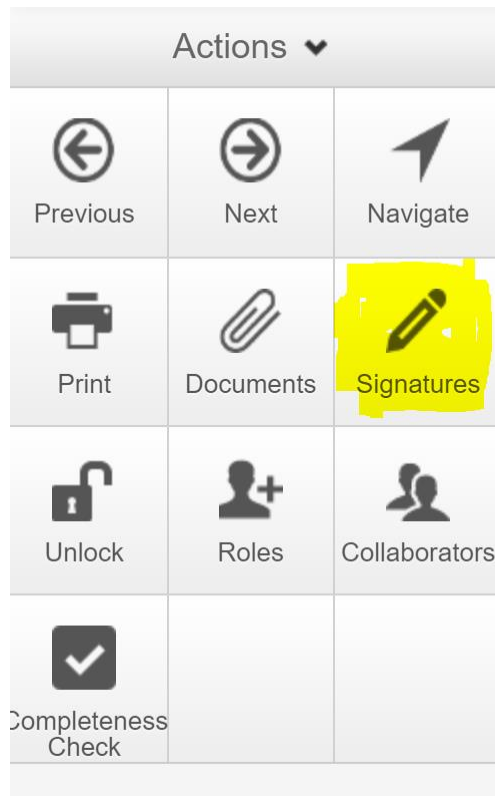 Actions
Previous
Next
Navigate
Print
Documents
Signatures
Unlock
Roles
Collaborators
Completeness
Check